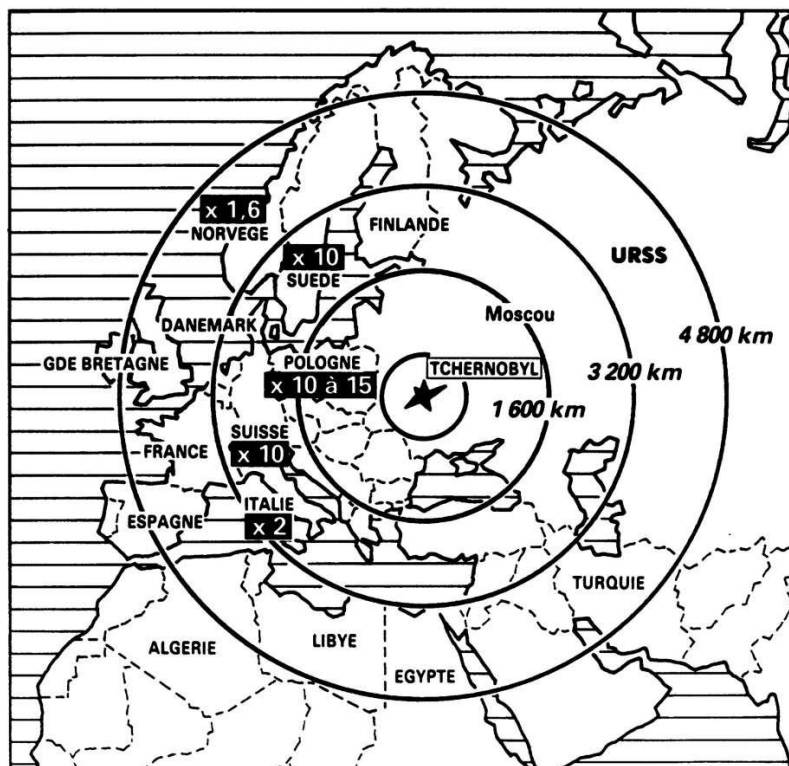 x 1,6
NORVEGE
FINLANDE
x 10
SUEDE
URSS
Moscou
DANEMARK
4 800 km
GDE BRETAGNE
POLOGNE
x 10 à 15
TCHERNOBYL
3 200 km
1 600 km
SUISSE
x 10
FRANCE
ITALIE
x 2
ESPAGNE
TURQUIE
ALGERIE
LIBYE
EGYPTE